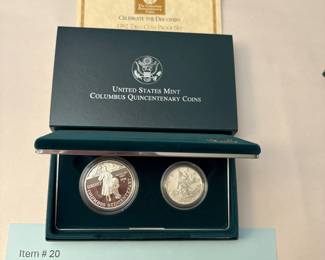 CELEBRATE THE DISCOVERY
1992 TWO-COIN PROOF SET
UNITED STATES MINT
COLUMBUS QUINCENTENARY COINS
Item # 20